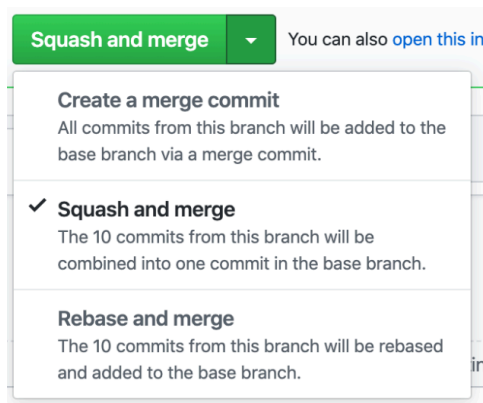 Squash and merge
You can also open this in
Create a merge commit
All commits from this branch will be added to the
base branch via a merge commit.
Squash and merge
The 10 commits from this branch will be
combined into one commit in the base branch.
Rebase and merge
The 10 commits from this branch will be rebased
and added to the base branch.